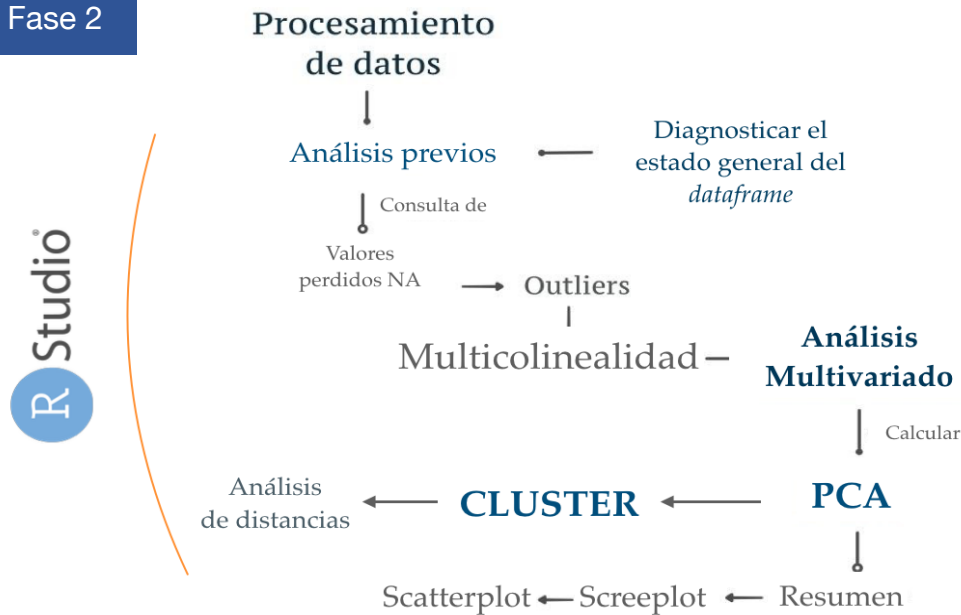 Fase 2
Procesamiento
de datos
Análisis previos
Diagnosticar el
estado general del
dataframe
Consulta de
Valores
perdidos NA
Outliers
Multicolinealidad
Análisis
Multivariado
Calcular
PCA
CLUSTER
Análisis
de distancias
Resumen
Screeplot
Scatterplot
R Studio®